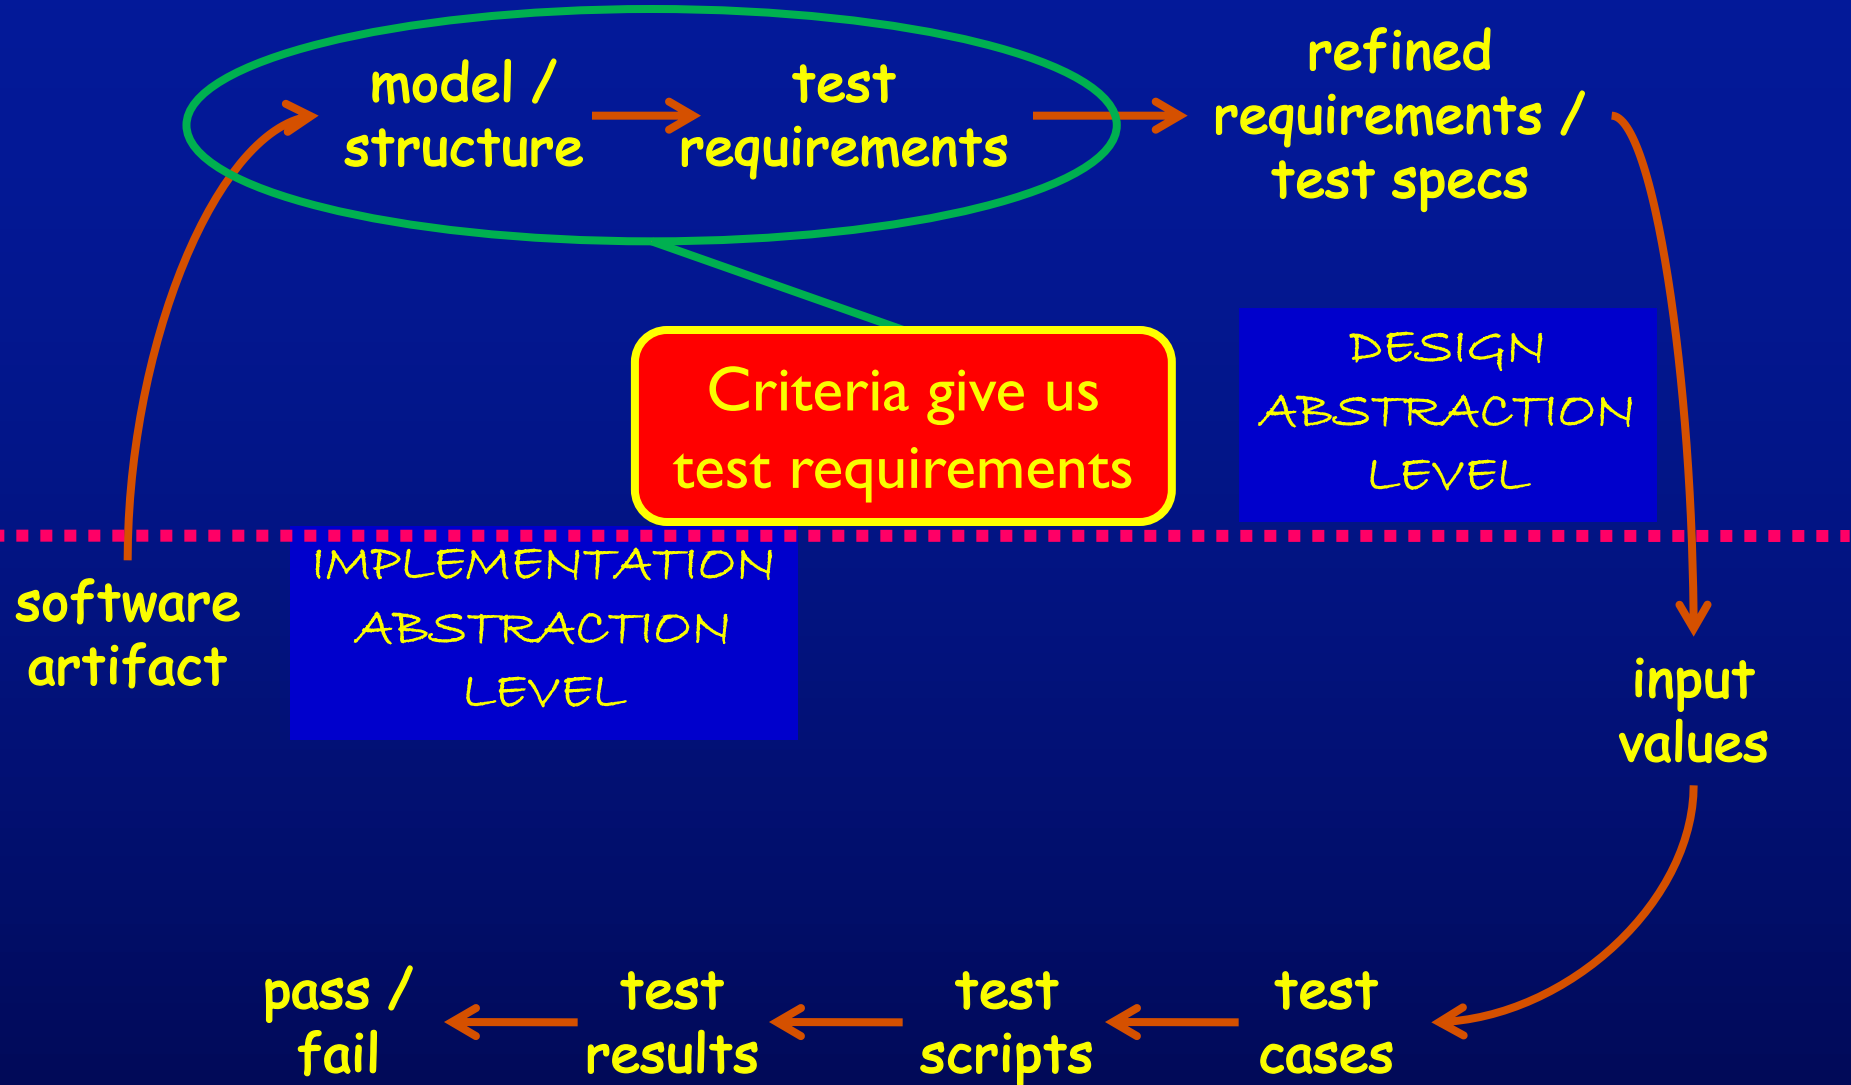 model /
structure
test
requirements
refined
requirements /
test specs
Criteria give us
test requirements
DESIGN
ABSTRACTION
LEVEL
IMPLEMENTATION
ABSTRACTION
LEVEL
software
artifact
input
values
pass /
fail
test
results
test
scripts
test
cases